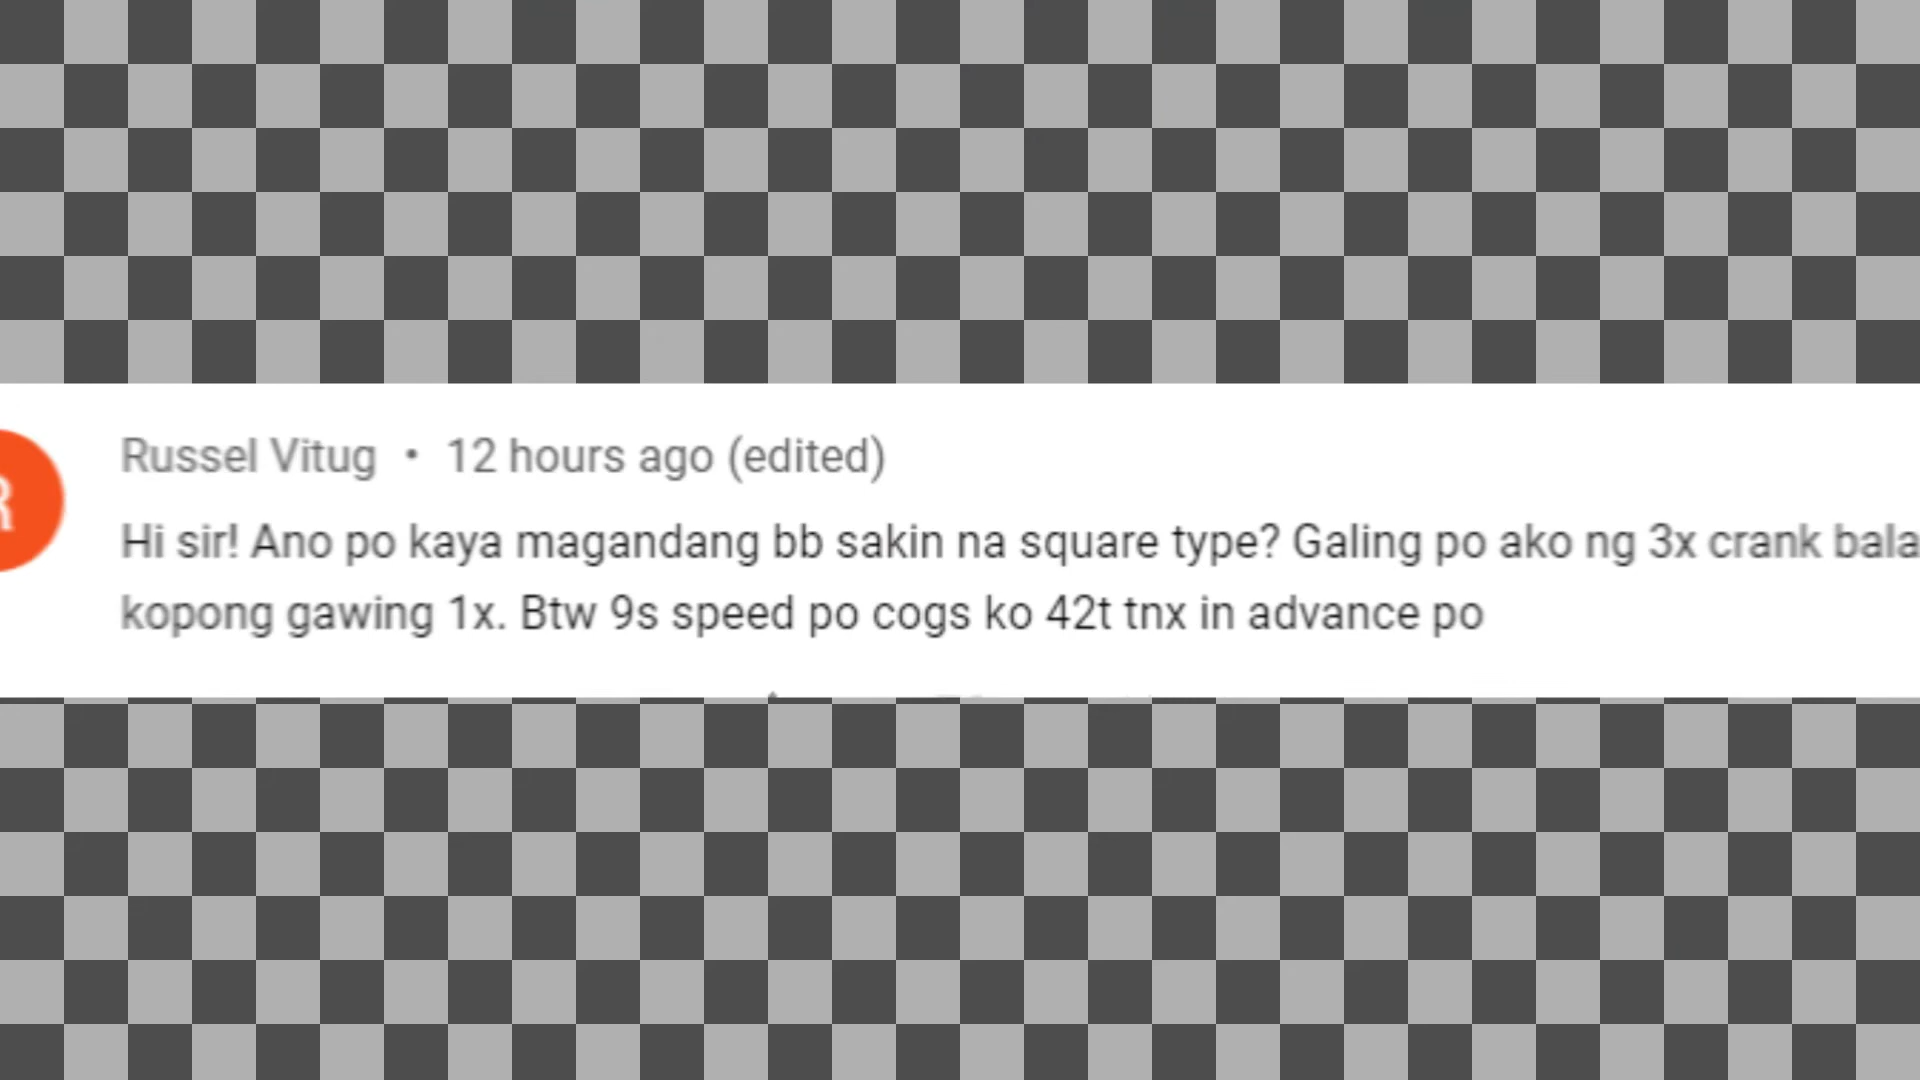 R
Russel Vitug • 12 hours ago (edited)
Hi sir! Ano po kaya magandang bb sakin na square type? Galing po ako ng 3x crank bala
kopong gawing 1x. Btw 9s speed po cogs ko 42t tnx in advance po